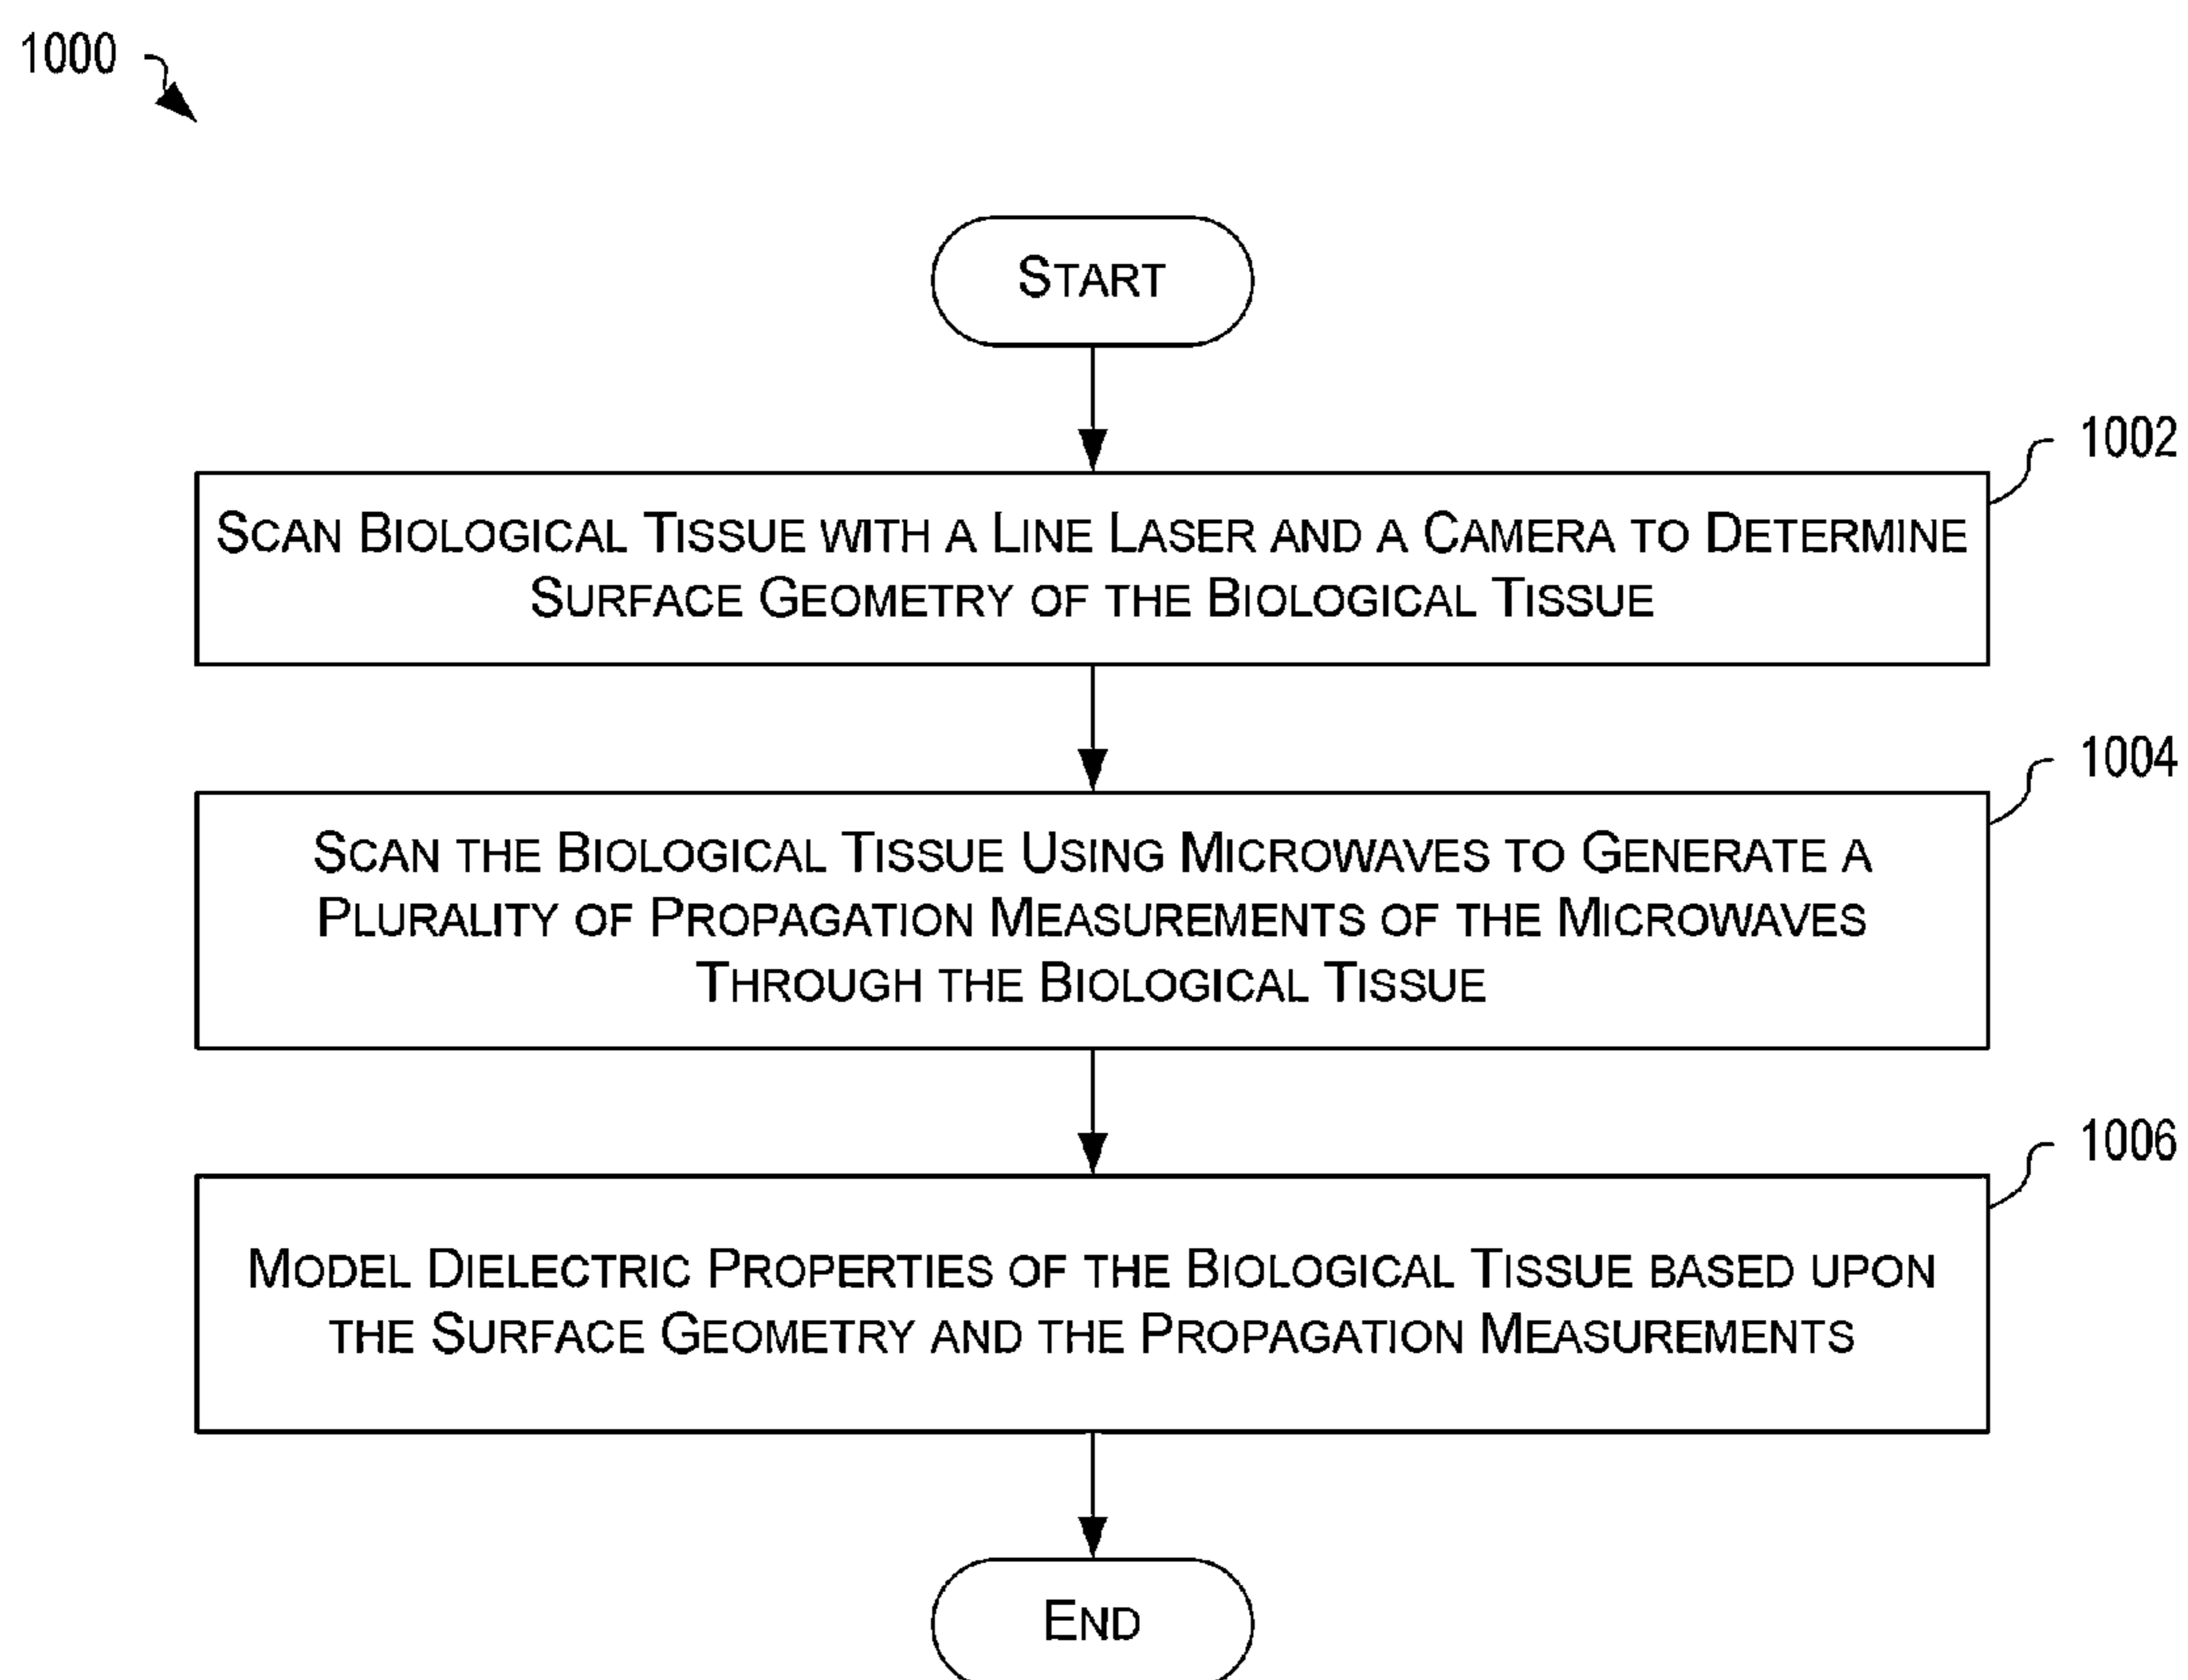 1000
START
1002
SCAN BIOLOGICAL TISSUE WITH A LINE LASER AND A CAMERA TO DETERMINE
SURFACE GEOMETRY OF THE BIOLOGICAL TISSUE
1004
SCAN THE BIOLOGICAL TISSUE USING MICROWAVES TO GENERATE A
PLURALITY OF PROPAGATION MEASUREMENTS OF THE MICROWAVES
THROUGH THE BIOLOGICAL TISSUE
1006
MODEL DIELECTRIC PROPERTIES OF THE BIOLOGICAL TISSUE BASED UPON
THE SURFACE GEOMETRY AND THE PROPAGATION MEASUREMENTS
END